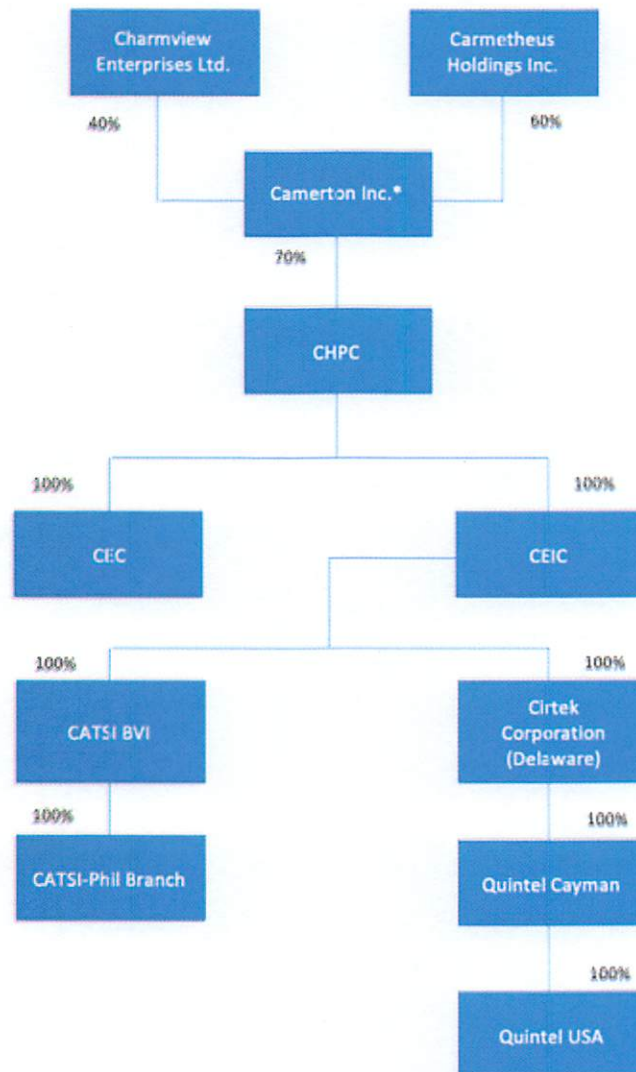 Charmview
Enterprises Ltd.
Carmetheus
Holdings Inc.
40%
60%
Camerton Inc.*
70%
CHPC
100%
100%
CEC
CEIC
100%
100%
CATSI BVI
Cirtek
Corporation
(Delaware)
100%
100%
CATSI-Phil Branch
Quintel Cayman
100%
Quintel USA